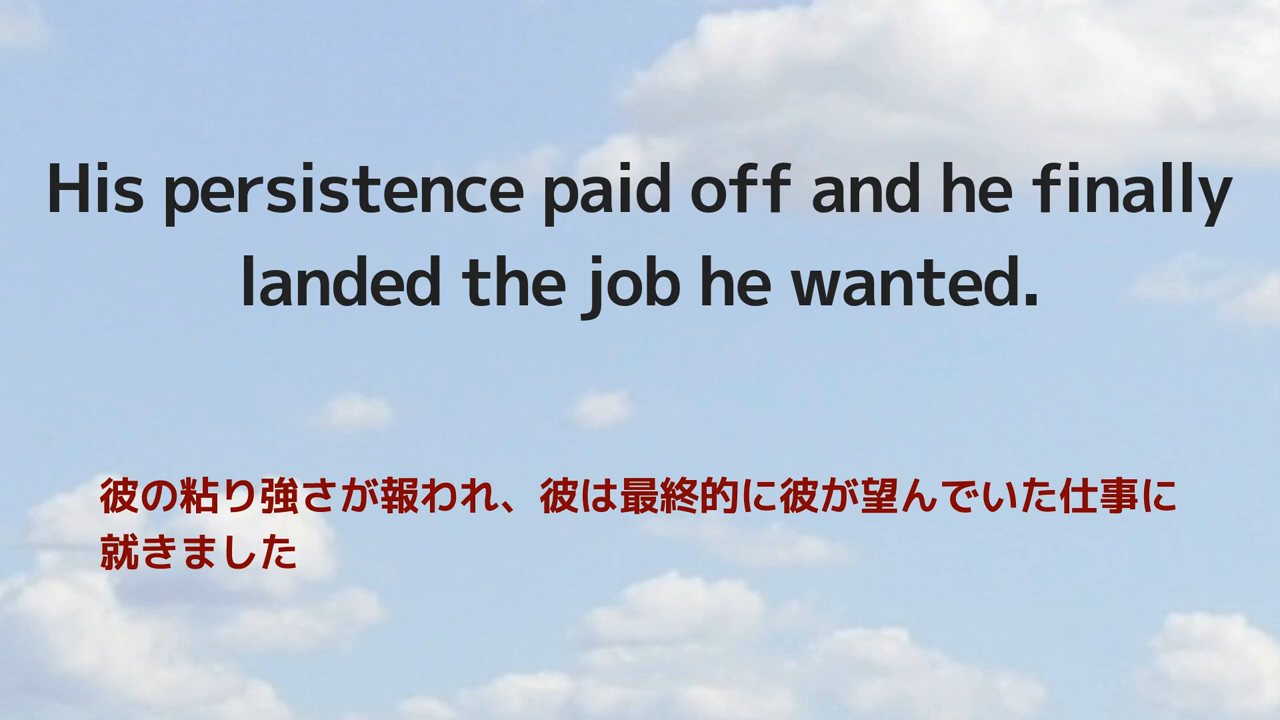 His persistence paid off and he finally
landed the job he wanted.
彼の粘り強さが報われ、彼は最終的に彼が望んでいた仕事に
就きました